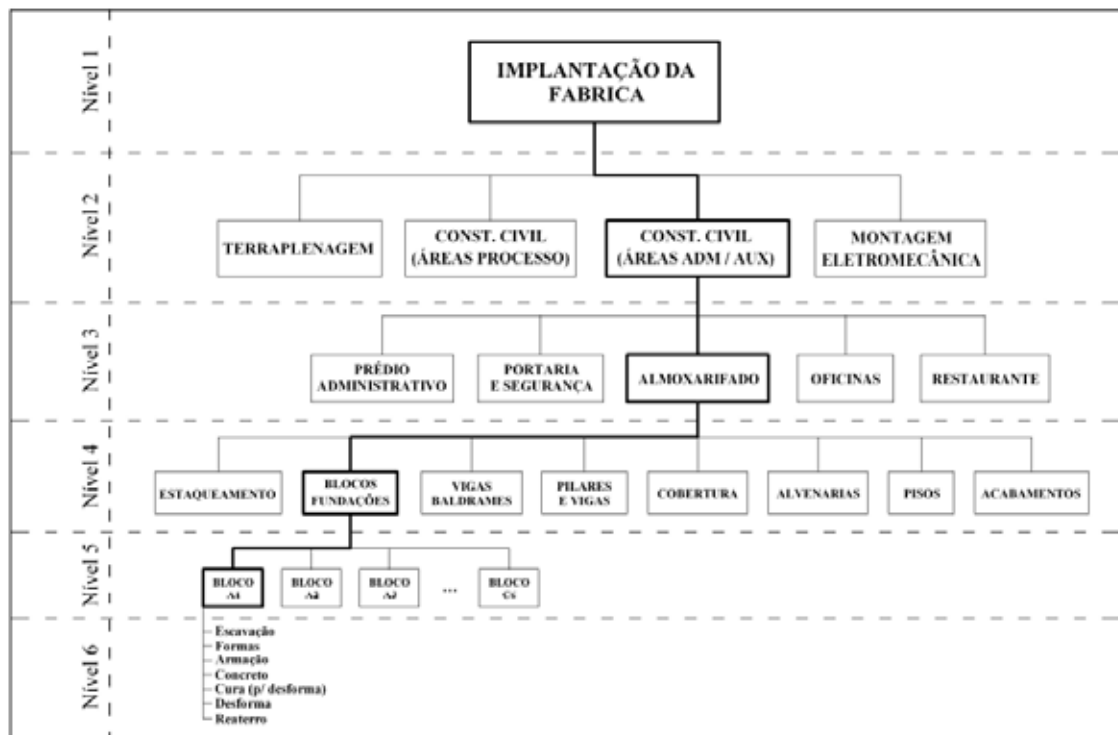 Nível 1
IMPLANTAÇÃO DA
FABRICA
Nível 2
TERRAPLENAGEM
CONST. CIVIL
(ÁREAS PROCESSO)
CONST. CIVIL
(ÁREAS ADM / AUX)
MONTAGEM
ELETROMECÂNICA
Nível 3
PRÉDIO
ADMINISTRATIVO
PORTARIA
E SEGURANÇA
ALMOXARIFADO
OFICINAS
RESTAURANTE
Nível 4
ESTAQUEAMENTO
BLOCOS
FUNDAÇÕES
VIGAS
BALDRAMES
PILARES
E VIGAS
COBERTURA
ALVENARIAS
PISOS
ACABAMENTOS
Nível 5
BLOCO
A1
BLOCO
A2
BLOCO
A3
...
BLOCO
Nível 6
Escavação
Formas
Armação
Concreto
Cura (p/ desforma)
Desforma
Reaterro